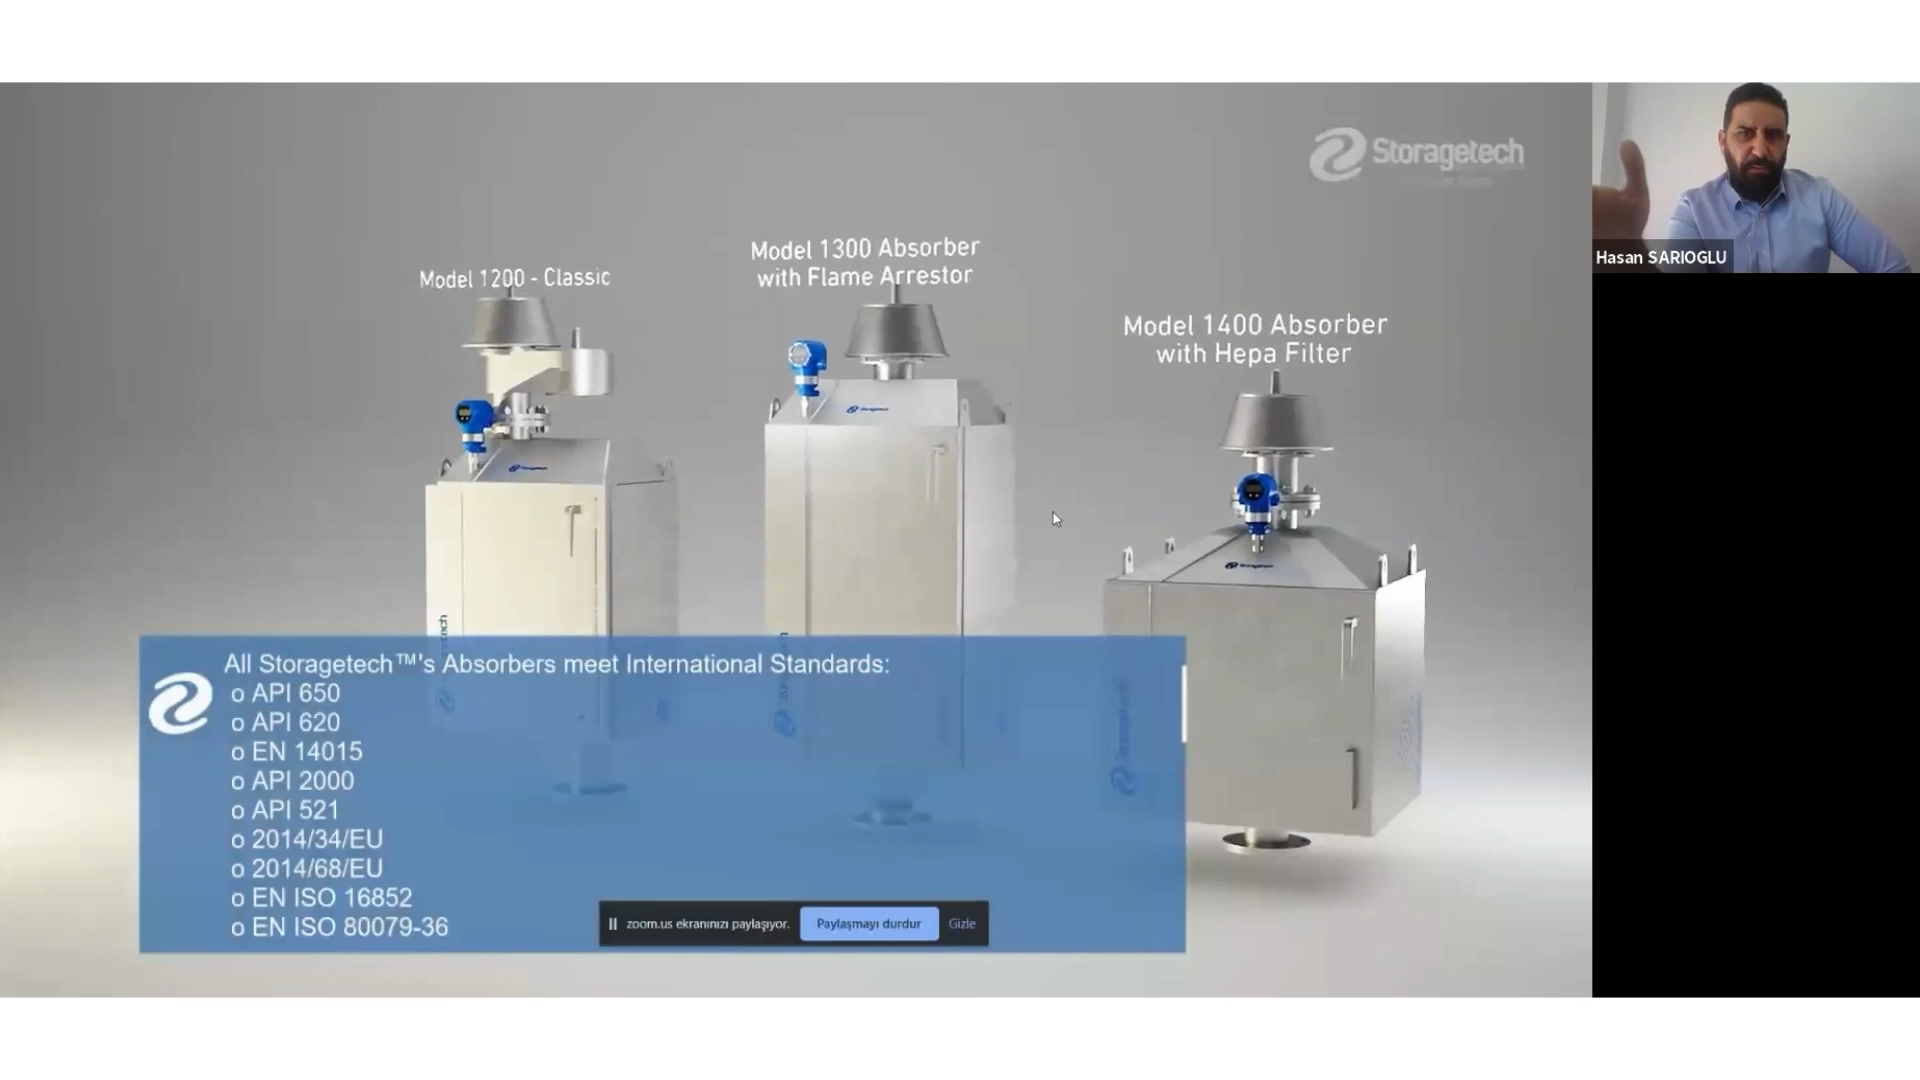 Storagetech
Hasan SARIOGLU
Model 1200 - Classic
Model 1300 Absorber
with Flame Arrestor
Model 1400 Absorber
with Hepa Filter
All Storagetech™'s Absorbers meet International Standards:
o API 650
o API 620
o EN 14015
o API 2000
o API 521
o 2014/34/EU
o 2014/68/EU
o EN ISO 16852
o EN ISO 80079-36
zoom.us ekranınızı paylaşıyor. Paylaşmayı durdur Gizle